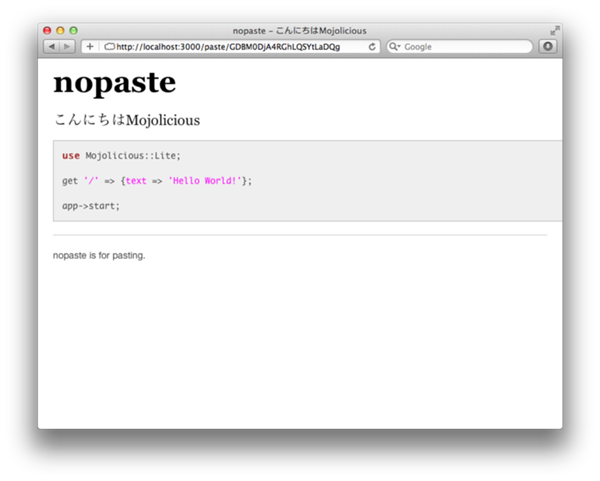 nopaste - こんにちはMojolicious
http://localhost:3000/paste/GDBM0DjA4RGhLQSYtLaDQg
Google
nopaste
こんにちはMojolicious
use Mojolicious::Lite;
get '/' => {text => 'Hello World!'};
app->start;
nopaste is for pasting.